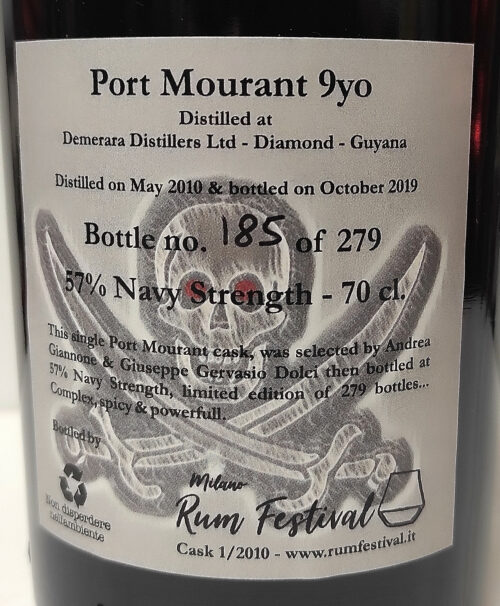 Port Mourant 9yo
Distilled at
Demerara Distillers Ltd - Diamond - Guyana
Distilled on May 2010 & bottled on October 2019
Bottle no. 185 of 279
57% Navy Strength - 70 cl.
This single Port Mourant cask, was selected by Andrea
Giannone & Giuseppe Gervasio Dolci then bottled at
57% Navy Strength, limited edition of 279 bottles...
Complex, spicy & powerfull.
Bottled by
Non disperdere
nell'ambiente
Milano
Rum Festival
Cask 1/2010 - www.rumfestival.it